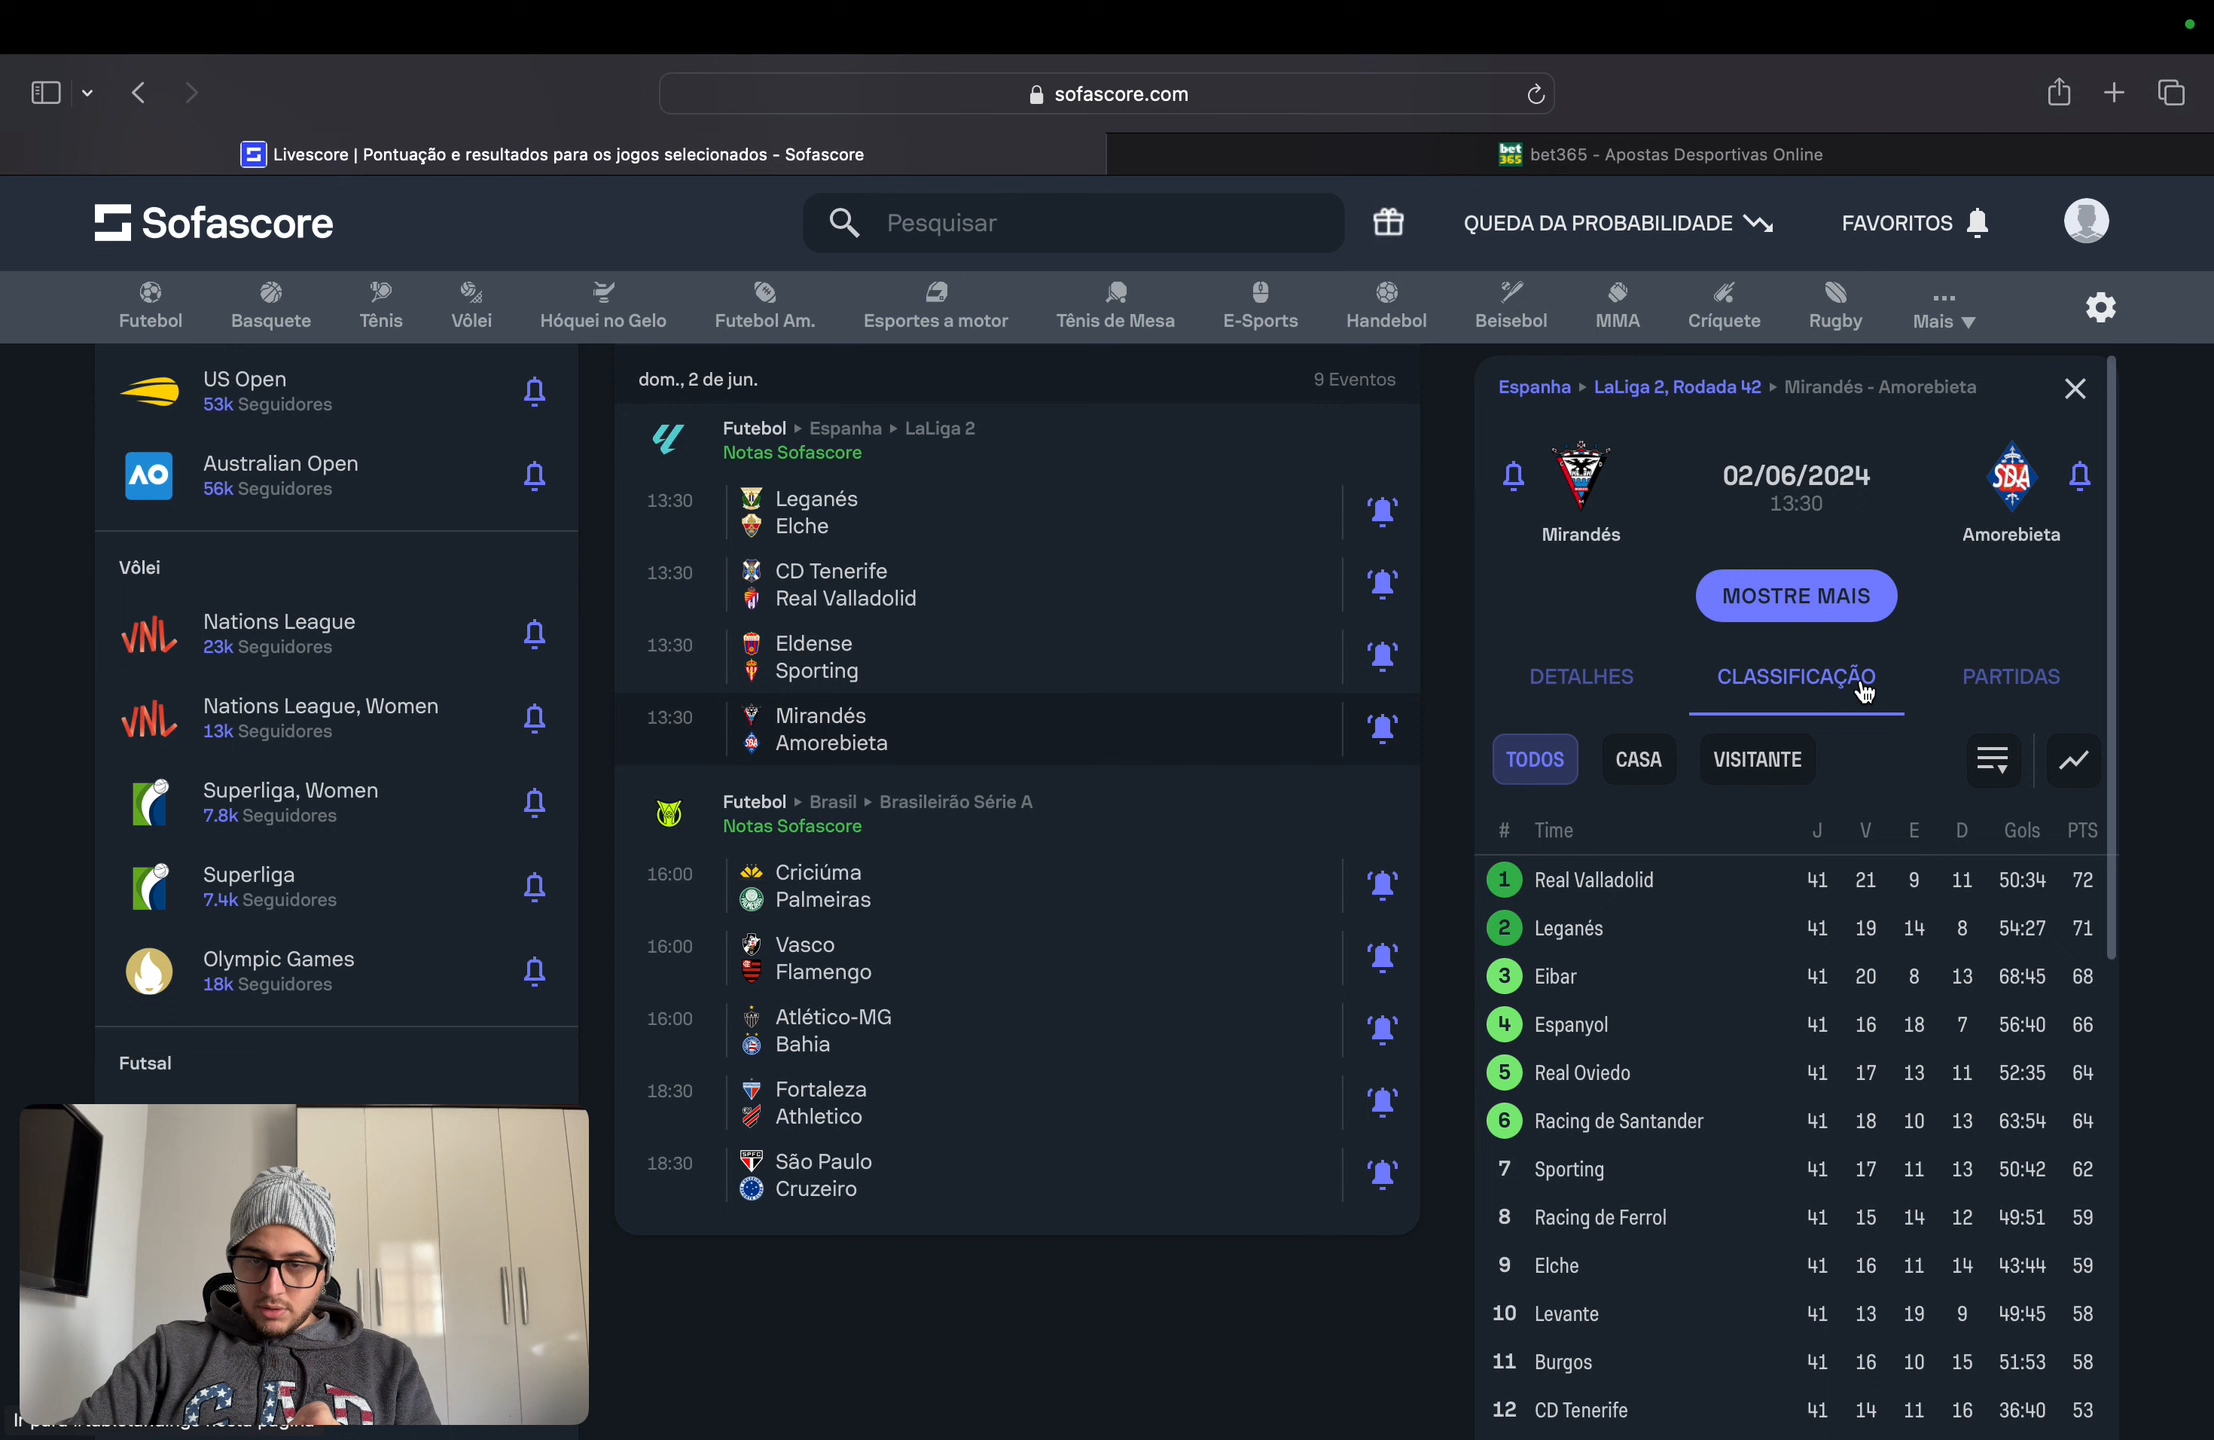 sofascore.com
Livescore | Pontuação e resultados para os jogos selecionados - Sofascore
bet365
bet365 - Apostas Desportivas Online
Sofascore
Pesquisar
QUEDA DA PROBABILIDADE
FAVORITOS
Futebol
Basquete
Tênis
Vôlei
Hóquei no Gelo
Futebol Am.
Esportes a motor
Tênis de Mesa
E-Sports
Handebol
Beisebol
MMA
Críquete
Rugby
Mais
US Open
53k Seguidores
AO
Australian Open
56k Seguidores
Vôlei
VNL
Nations League
23k Seguidores
VNL
Nations League, Women
13k Seguidores
Superliga, Women
7.8k Seguidores
Superliga
7.4k Seguidores
Olympic Games
18k Seguidores
Futsal
dom., 2 de jun.
9 Eventos
Futebol Espanha LaLiga 2
Notas Sofascore
13:30 Leganés
Elche
13:30 CD Tenerife
Real Valladolid
13:30 Eldense
Sporting
13:30 Mirandés
Amorebieta
Futebol Brasil Brasileirão Série A
Notas Sofascore
16:00 Criciúma
Palmeiras
16:00 Vasco
Flamengo
16:00 Atlético-MG
Bahia
18:30 Fortaleza
Athletico
18:30 São Paulo
Cruzeiro
Espanha LaLiga 2, Rodada 42 Mirandés - Amorebieta
SDA
02/06/2024
13:30
Mirandés
Amorebieta
MOSTRE MAIS
DETALHES
CLASSIFICAÇÃO
PARTIDAS
TODOS
CASA
VISITANTE
# Time J V E D Gols PTS
1 Real Valladolid 41 21 9 11 50:34 72
2 Leganés 41 19 14 8 54:27 71
3 Eibar 41 20 8 13 68:45 68
4 Espanyol 41 16 18 7 56:40 66
5 Real Oviedo 41 17 13 11 52:35 64
6 Racing de Santander 41 18 10 13 63:54 64
7 Sporting 41 17 11 13 50:42 62
8 Racing de Ferrol 41 15 14 12 49:51 59
9 Elche 41 16 11 14 43:44 59
10 Levante 41 13 19 9 49:45 58
11 Burgos 41 16 10 15 51:53 58
12 CD Tenerife 41 14 11 16 36:40 53